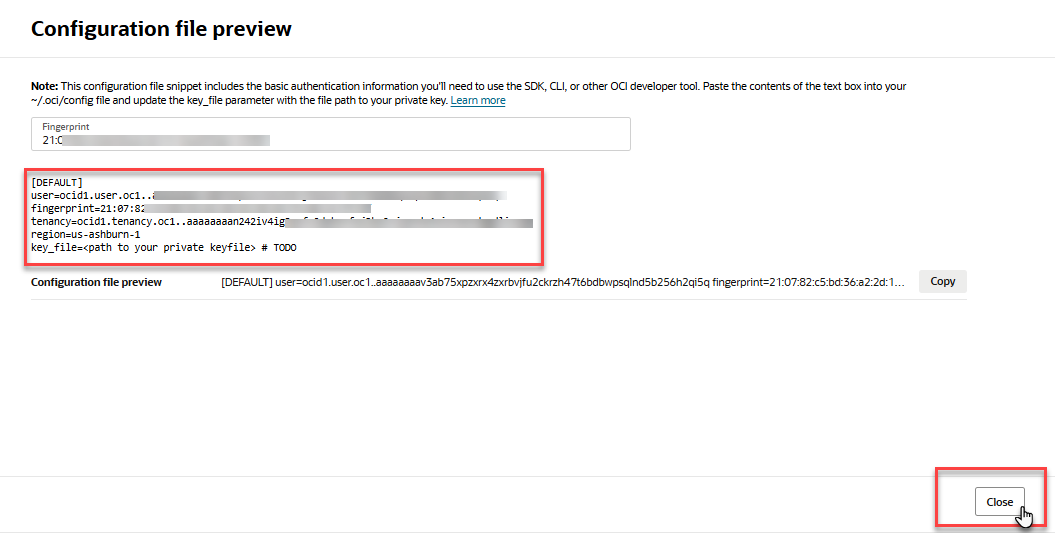 Configuration file preview
Note: This configuration file snippet includes the basic authentication information you'll need to use the SDK, CLI, or other OCI developer tool. Paste the contents of the text box into your
~/.oci/config file and update the key_file parameter with the file path to your private key. Learn more
Fingerprint
21:0
[DEFAULT]
user=ocid1.user.oc1..
fingerprint=21:07:82
tenancy=ocid1.tenancy.oc1..aaaaaaaan242iv4ig
region=us-ashburn-1
key_file=<path to your private keyfile> # TODO
Configuration file preview [DEFAULT] user=ocid1.user.oc1..aaaaaaaav3ab75xpzxrx4zxrbvjfu2ckrzh47t6bdbwpsqlnd5b256h2qi5q fingerprint=21:07:82:c5:bd:36:a2:2d:1... Copy
Close